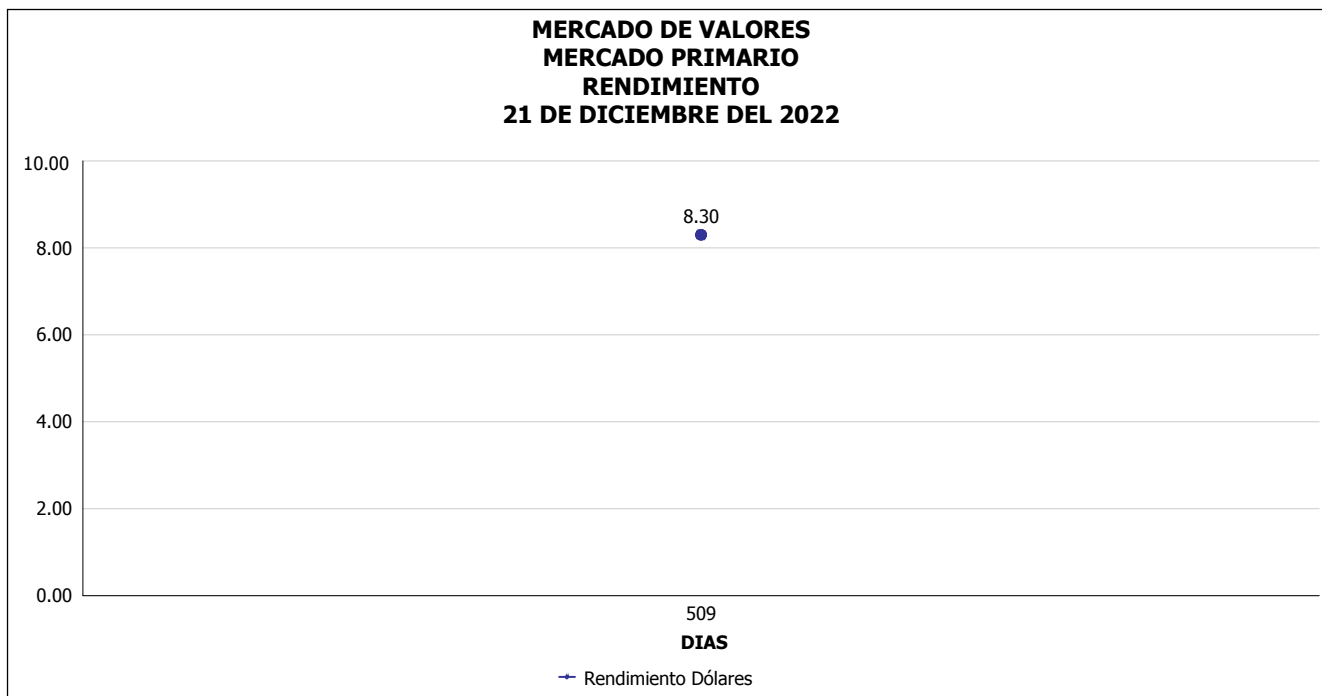 MERCADO DE VALORES
MERCADO PRIMARIO
RENDIMIENTO
21 DE DICIEMBRE DEL 2022
10.00
8.30
8.00
6.00
4.00
2.00
0.00
509
DIAS
Rendimiento Dólares